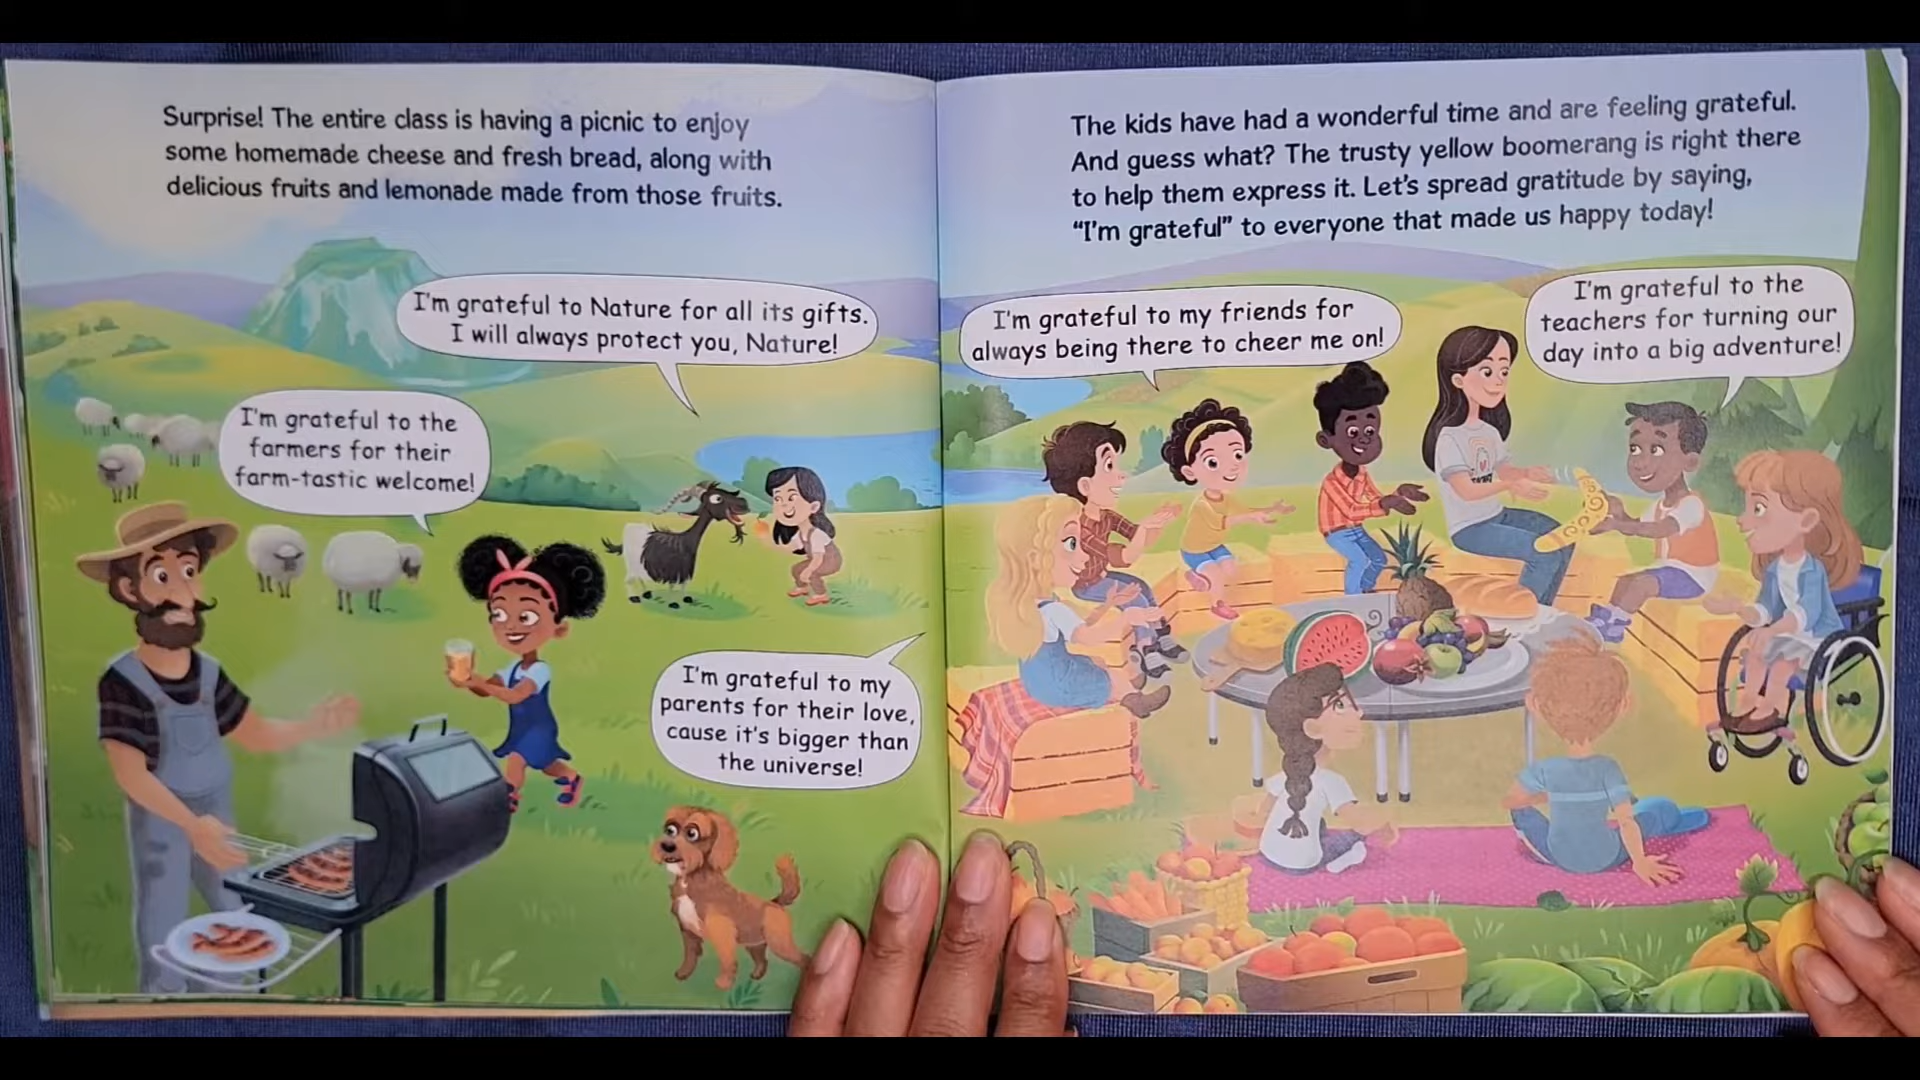 Surprise! The entire class is having a picnic to enjoy
some homemade cheese and fresh bread, along with
delicious fruits and lemonade made from those fruits.
I'm grateful to Nature for all its gifts.
I will always protect you, Nature!
I'm grateful to the
farmers for their
farm-tastic welcome!
I'm grateful to my
parents for their love,
cause it's bigger than
the universe!
The kids have had a wonderful time and are feeling grateful.
And guess what? The trusty yellow boomerang is right there
to help them express it. Let's spread gratitude by saying,
“I'm grateful” to everyone that made us happy today!
I'm grateful to my friends for
always being there to cheer me on!
I'm grateful to the
teachers for turning our
day into a big adventure!